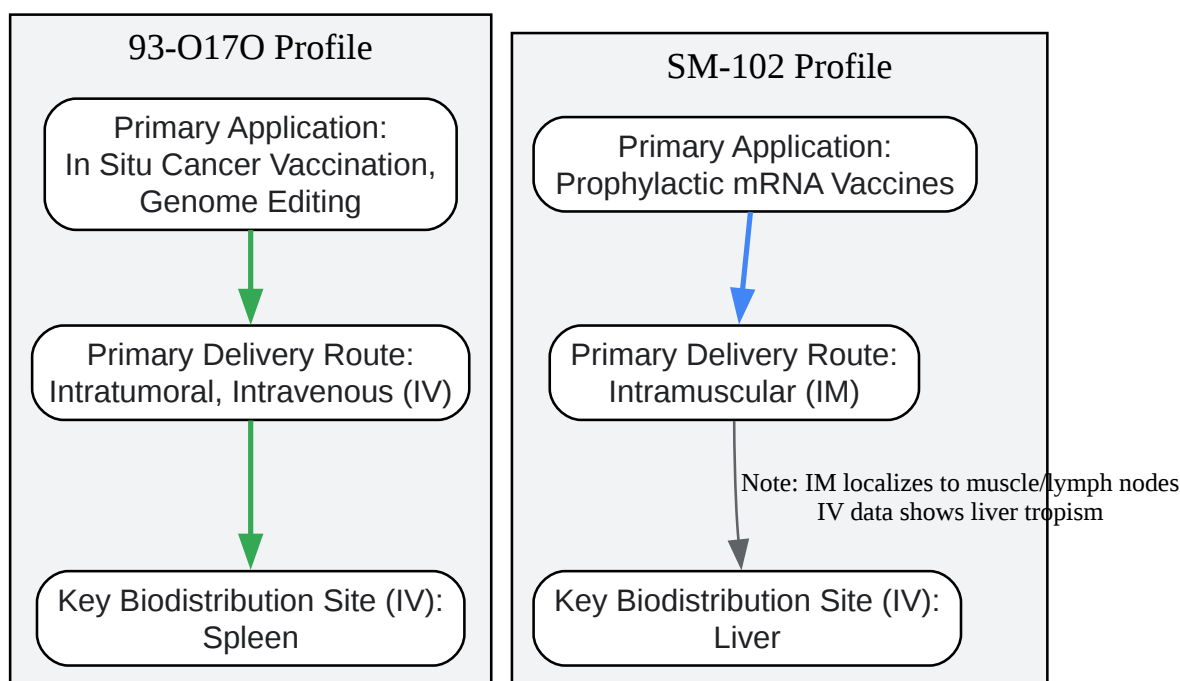 93-O17O Profile
Primary Application:
In Situ Cancer Vaccination,
Genome Editing
Primary Delivery Route:
Intratumoral, Intravenous (IV)
Key Biodistribution Site (IV):
Spleen
SM-102 Profile
Primary Application:
Prophylactic mRNA Vaccines
Primary Delivery Route:
Intramuscular (IM)
Note: IM localizes to muscle/lymph nodes
IV data shows liver tropism
Key Biodistribution Site (IV):
Liver